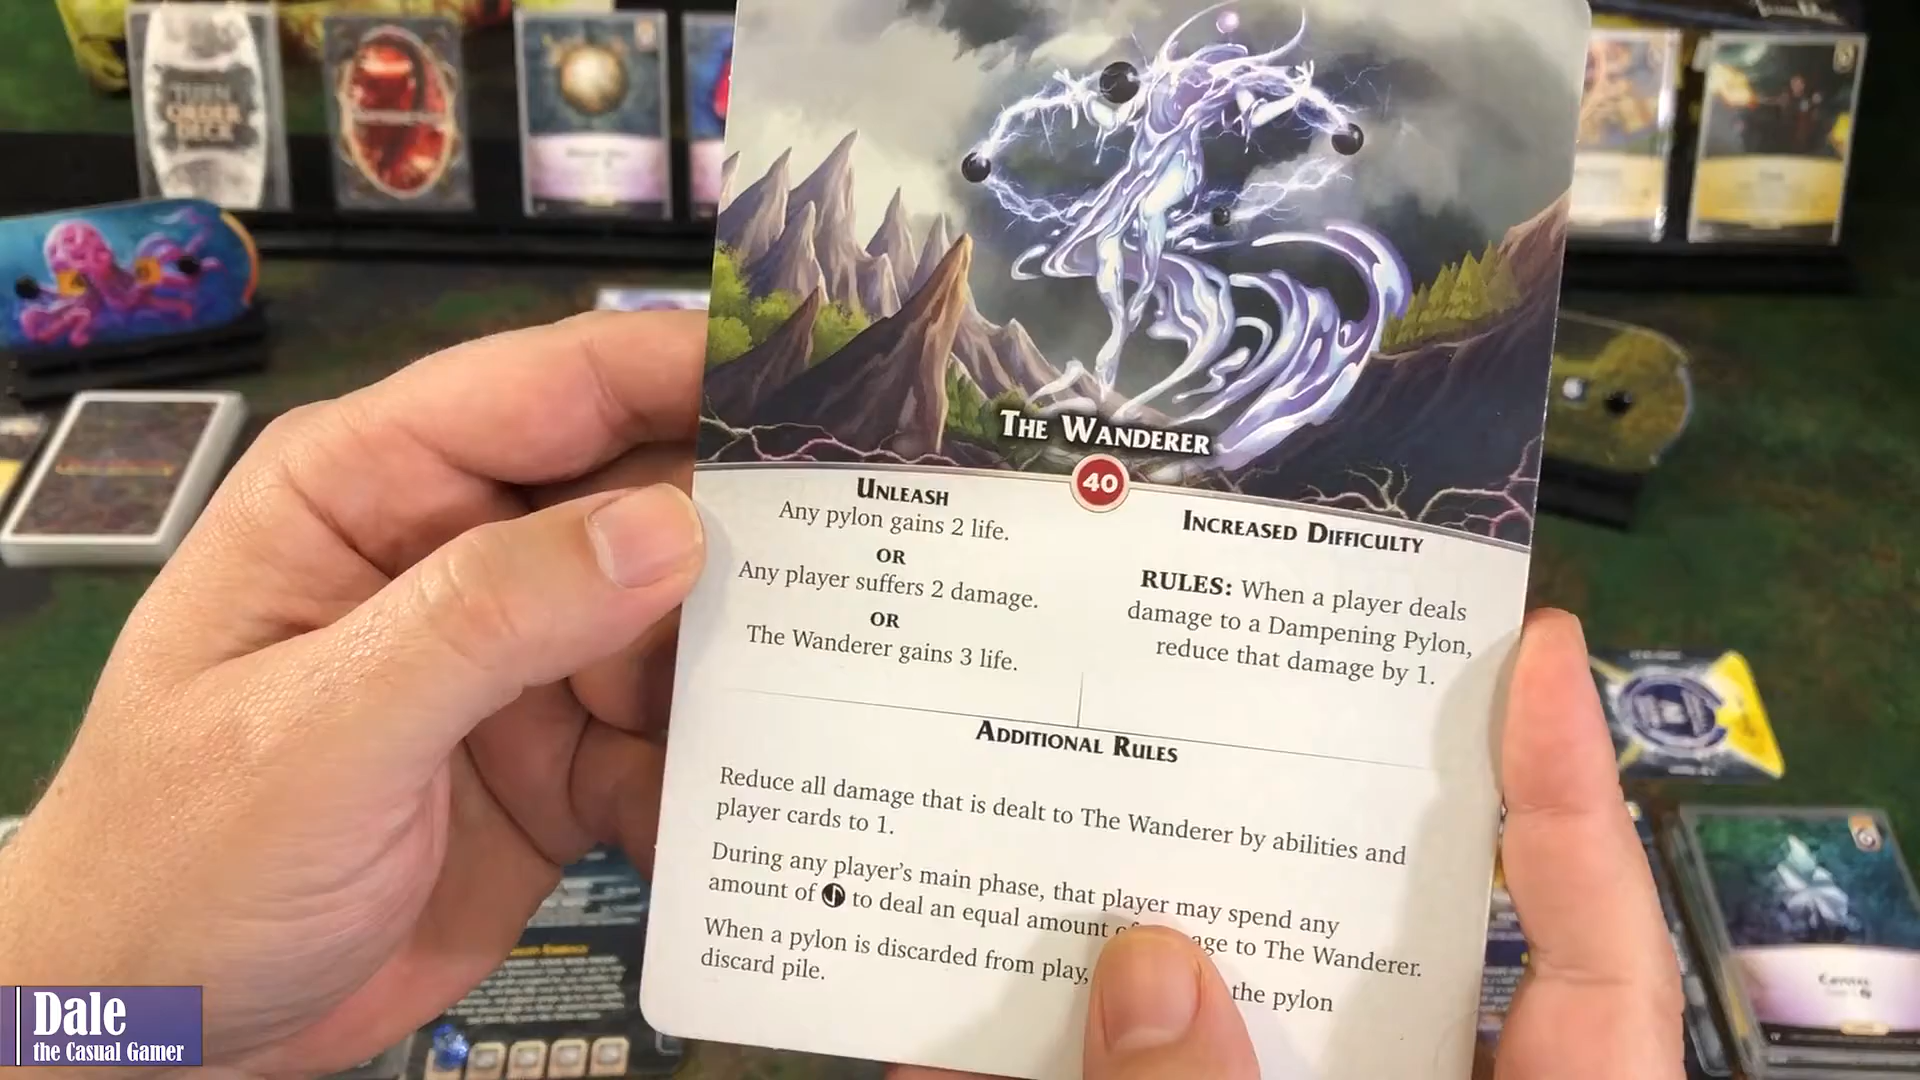 TURN
ORDER
DECK
THE WANDERER
40
UNLEASH
Any pylon gains 2 life.
OR
Any player suffers 2 damage.
OR
The Wanderer gains 3 life.
INCREASED DIFFICULTY
RULES: When a player deals
damage to a Dampening Pylon,
reduce that damage by 1.
ADDITIONAL RULES
Reduce all damage that is dealt to The Wanderer by abilities and
player cards to 1.
During any player's main phase, that player may spend any
amount of to deal an equal amount to The Wanderer.
When a pylon is discarded from play, the pylon
discard pile.
Dale
the Casual Gamer